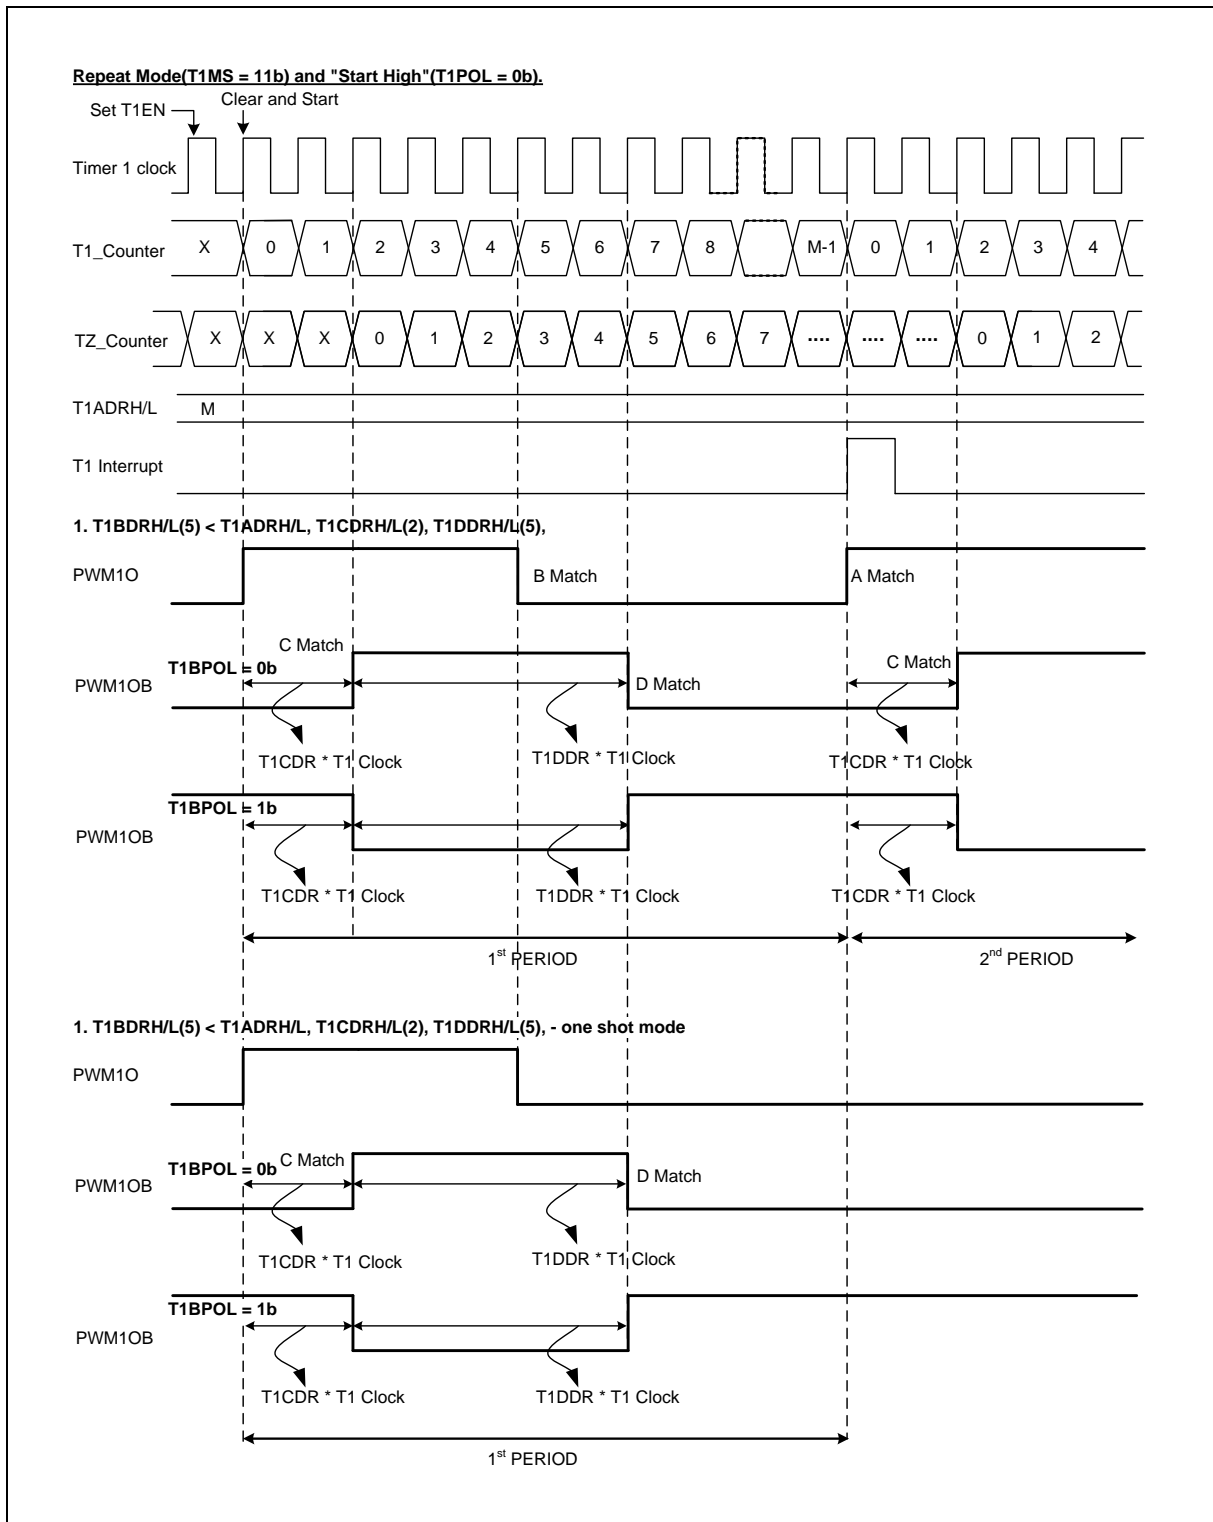 Repeat Mode(T1MS = 11b) and "Start High"(T1POL = 0b).
Set T1EN
Clear and Start
Timer 1 clock
T1_Counter X 0 1 2 3 4 5 6 7 8 M-1 0 1 2 3 4
TZ_Counter X X X 0 1 2 3 4 5 6 7 .... .... .... 0 1 2
T1ADRH/L M
T1 Interrupt
1. T1BDRH/L(5) < T1ADRH/L, T1CDRH/L(2), T1DDRH/L(5),
PWM1O B Match A Match
C Match
T1BPOL = 0b C Match
PWM1OB D Match
T1CDR * T1 Clock T1DDR * T1 Clock T1CDR * T1 Clock
T1BPOL = 1b
PWM1OB
T1CDR * T1 Clock T1DDR * T1 Clock T1CDR * T1 Clock
1st PERIOD 2nd PERIOD
1. T1BDRH/L(5) < T1ADRH/L, T1CDRH/L(2), T1DDRH/L(5), - one shot mode
PWM1O
T1BPOL = 0b C Match
PWM1OB D Match
T1CDR * T1 Clock T1DDR * T1 Clock
T1BPOL = 1b
PWM1OB
T1CDR * T1 Clock T1DDR * T1 Clock
1st PERIOD